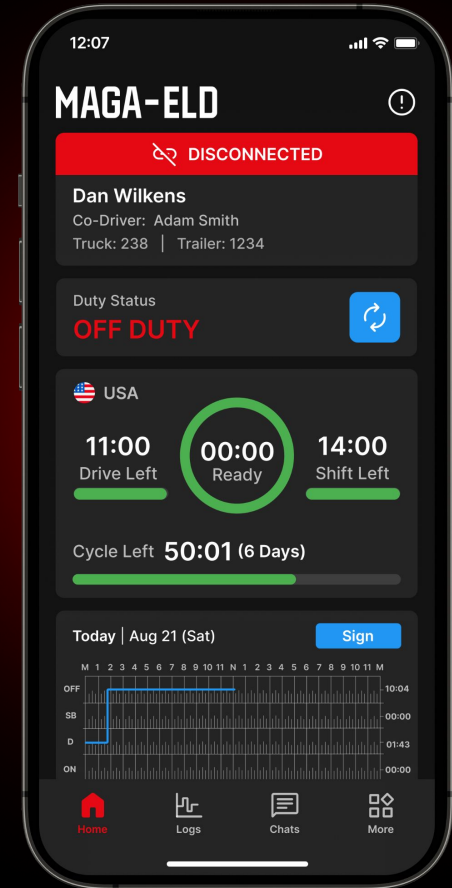 12:07
MAGA-ELD
DISCONNECTED
Dan Wilkens
Co-Driver: Adam Smith
Truck: 238 | Trailer: 1234
Duty Status
OFF DUTY
USA
11:00
Drive Left
00:00
Ready
14:00
Shift Left
Cycle Left 50:01 (6 Days)
Today | Aug 21 (Sat)
Sign
M 1 2 3 4 5 6 7 8 9 10 11 N 1 2 3 4 5 6 7 8 9 10 11 M
OFF 10:04
SB 00:00
D 01:43
ON 00:00
Home Logs Chats More